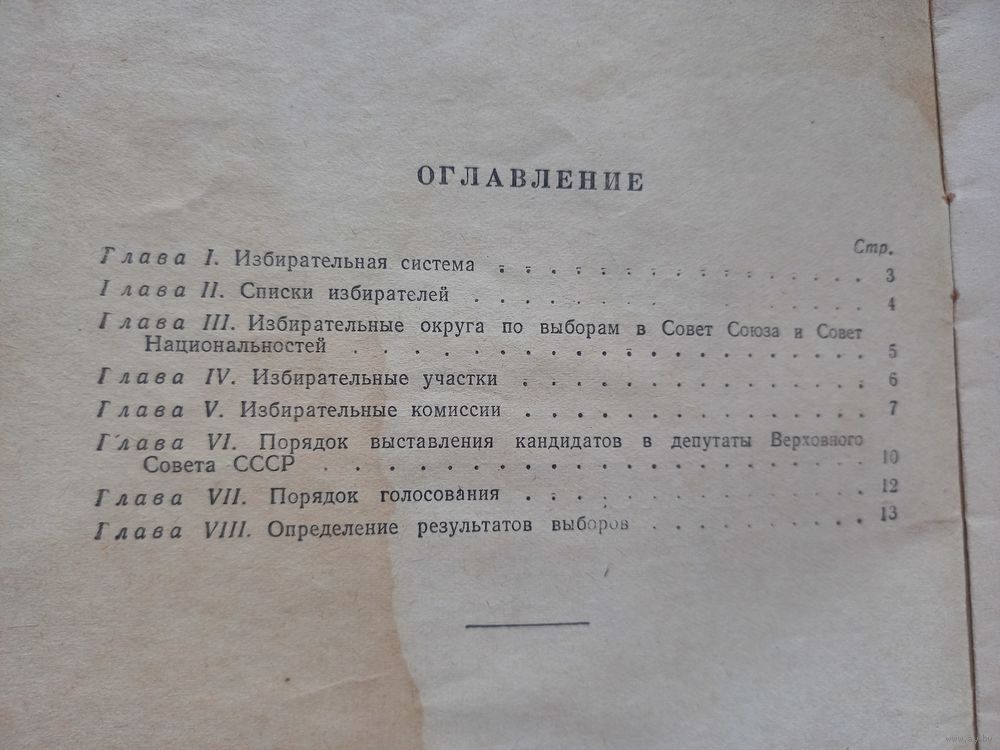 ОГЛАВЛЕНИЕ
Стр.
Глава I. Избирательная система . . . . . . . . . . . . . . . 3
Глава II. Списки избирателей . . . . . . . . . . . . . . . 4
Глава III. Избирательные округа по выборам в Совет Союза и Совет
Национальностей . . . . . . . . . . . . . . . . . . 5
Глава IV. Избирательные участки . . . . . . . . . . . . . . 6
Глава V. Избирательные комиссии . . . . . . . . . . . . . . 7
Глава VI. Порядок выставления кандидатов в депутаты Верховного
Совета СССР . . . . . . . . . . . . . . . . . . 10
Глава VII. Порядок голосования . . . . . . . . . . . . . . 12
Глава VIII. Определение результатов выборов . . . . . . . . . . 13